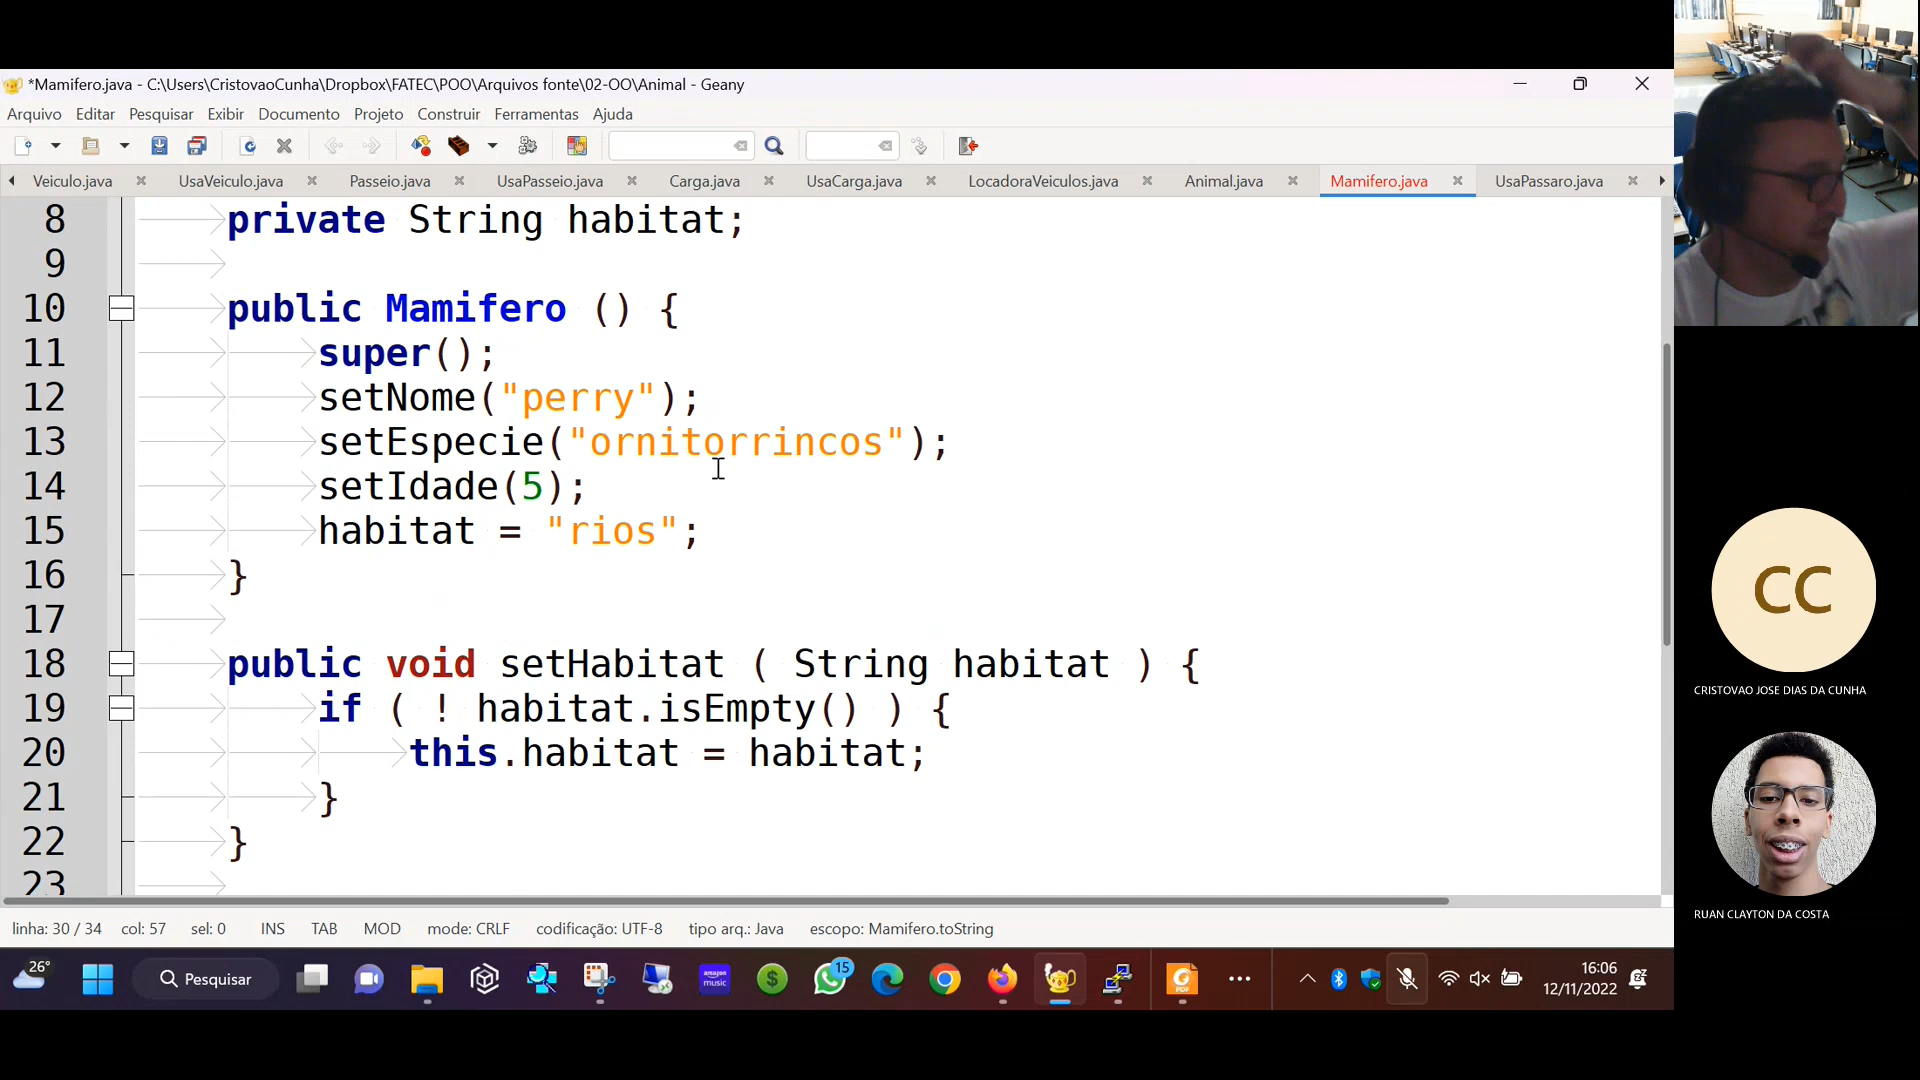 *Mamifero.java - C:\Users\CristovaoCunha\Dropbox\FATEC\POO\Arquivos fonte\02-OO\Animal - Geany
Arquivo Editar Pesquisar Exibir Documento Projeto Construir Ferramentas Ajuda
Veiculo.java UsaVeiculo.java Passeio.java UsaPasseio.java Carga.java UsaCarga.java LocadoraVeiculos.java Animal.java Mamifero.java UsaPassaro.java
8 private String habitat;
9
10 public Mamifero () {
11 super();
12 setNome("perry");
13 setEspecie("ornitorrincos");
14 setIdade(5);
15 habitat = "rios";
16 }
17
18 public void setHabitat ( String habitat ) {
19 if ( ! habitat.isEmpty() ) {
20 this.habitat = habitat;
21 }
22 }
23
linha: 30 / 34 col: 57 sel: 0 INS TAB MOD mode: CRLF codificação: UTF-8 tipo arq.: Java escopo: Mamifero.toString
26° Pesquisar amazon music 15 PDF 16:06
12/11/2022
CC
CRISTOVAO JOSE DIAS DA CUNHA
RUAN CLAYTON DA COSTA